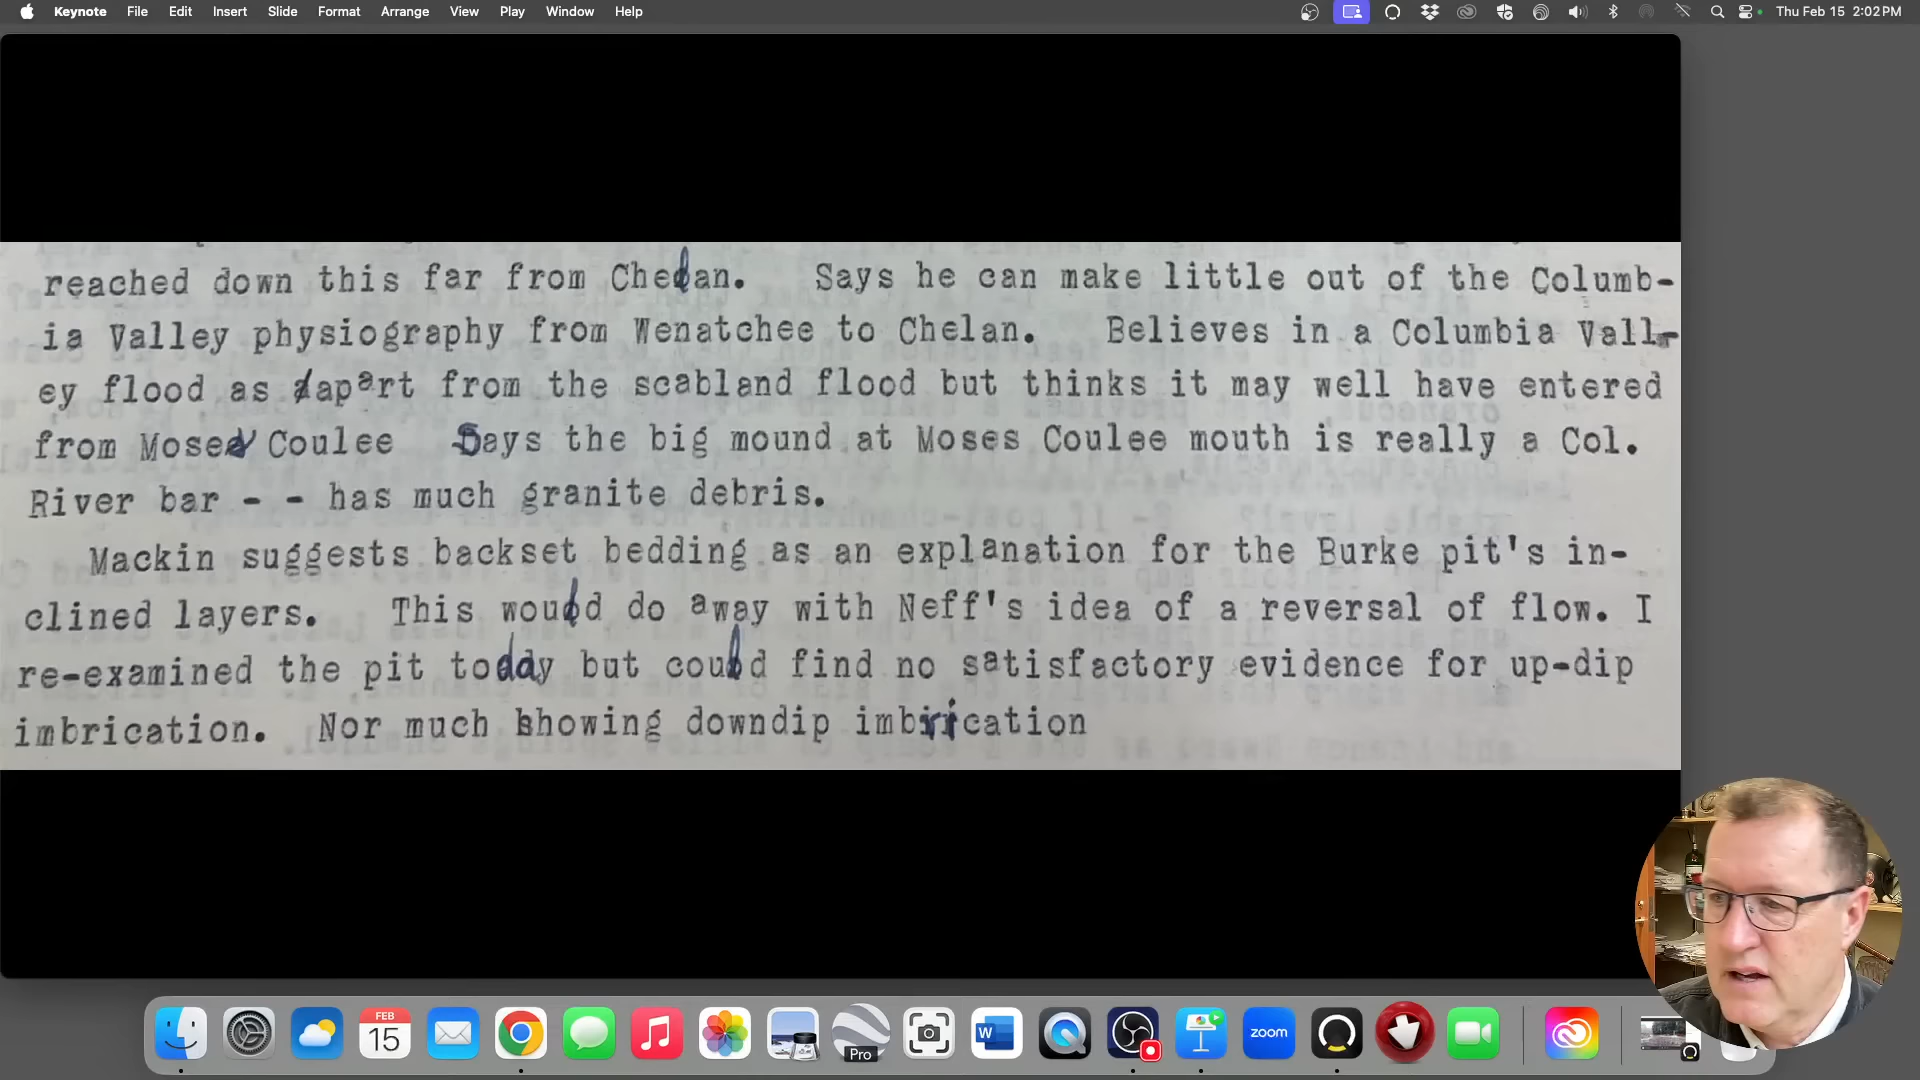 Keynote File Edit Insert Slide Format Arrange View Play Window Help Thu Feb 15 2:02 PM
reached down this far from Chelan. Says he can make little out of the Columb-
ia Valley physiography from Wenatchee to Chelan. Believes in a Columbia Vall-
ey flood as apart from the scabland flood but thinks it may well have entered
from Moses Coulee Says the big mound at Moses Coulee mouth is really a Col.
River bar - - has much granite debris.
Mackin suggests backset bedding as an explanation for the Burke pit's in-
clined layers. This would do away with Neff's idea of a reversal of flow. I
re-examined the pit today but could find no satisfactory evidence for up-dip
imbrication. Nor much showing downdip imbrication
FEB
15
Pro
W
zoom